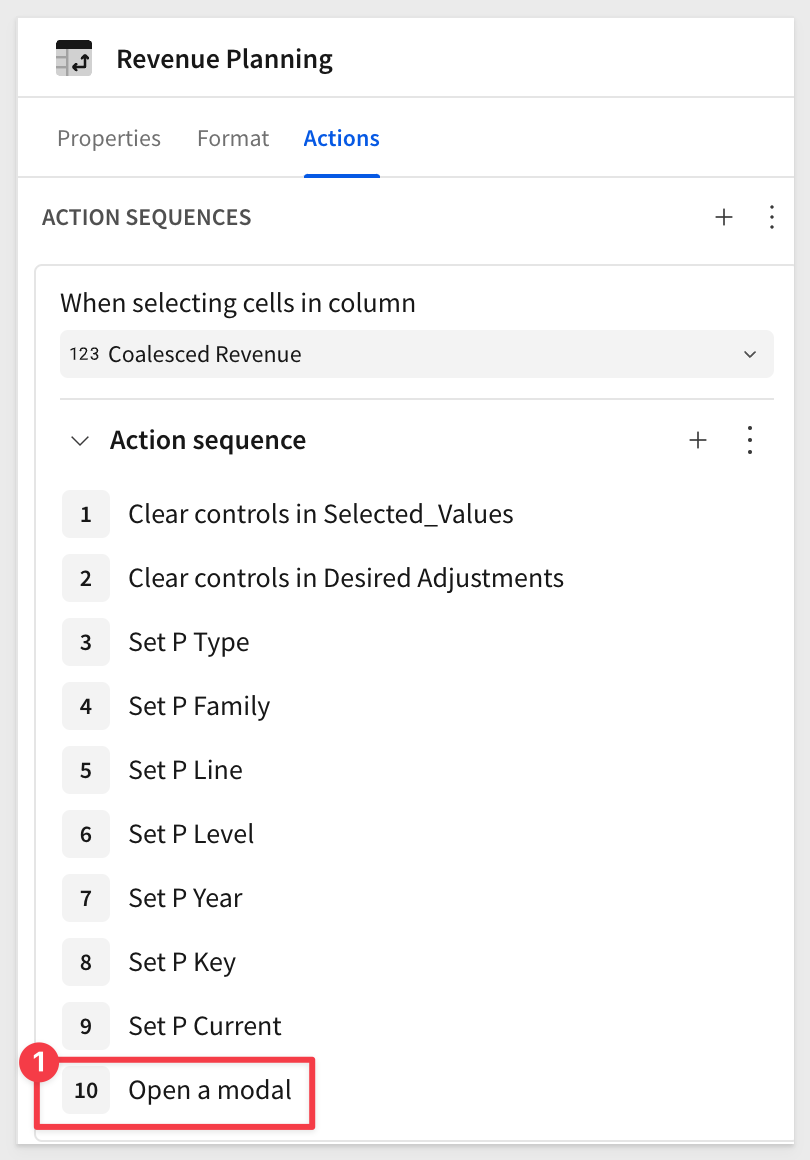 Revenue Planning
Properties Format Actions
ACTION SEQUENCES
When selecting cells in column
123 Coalesced Revenue
Action sequence
1 Clear controls in Selected_Values
2 Clear controls in Desired Adjustments
3 Set P Type
4 Set P Family
5 Set P Line
6 Set P Level
7 Set P Year
8 Set P Key
9 Set P Current
1
10 Open a modal